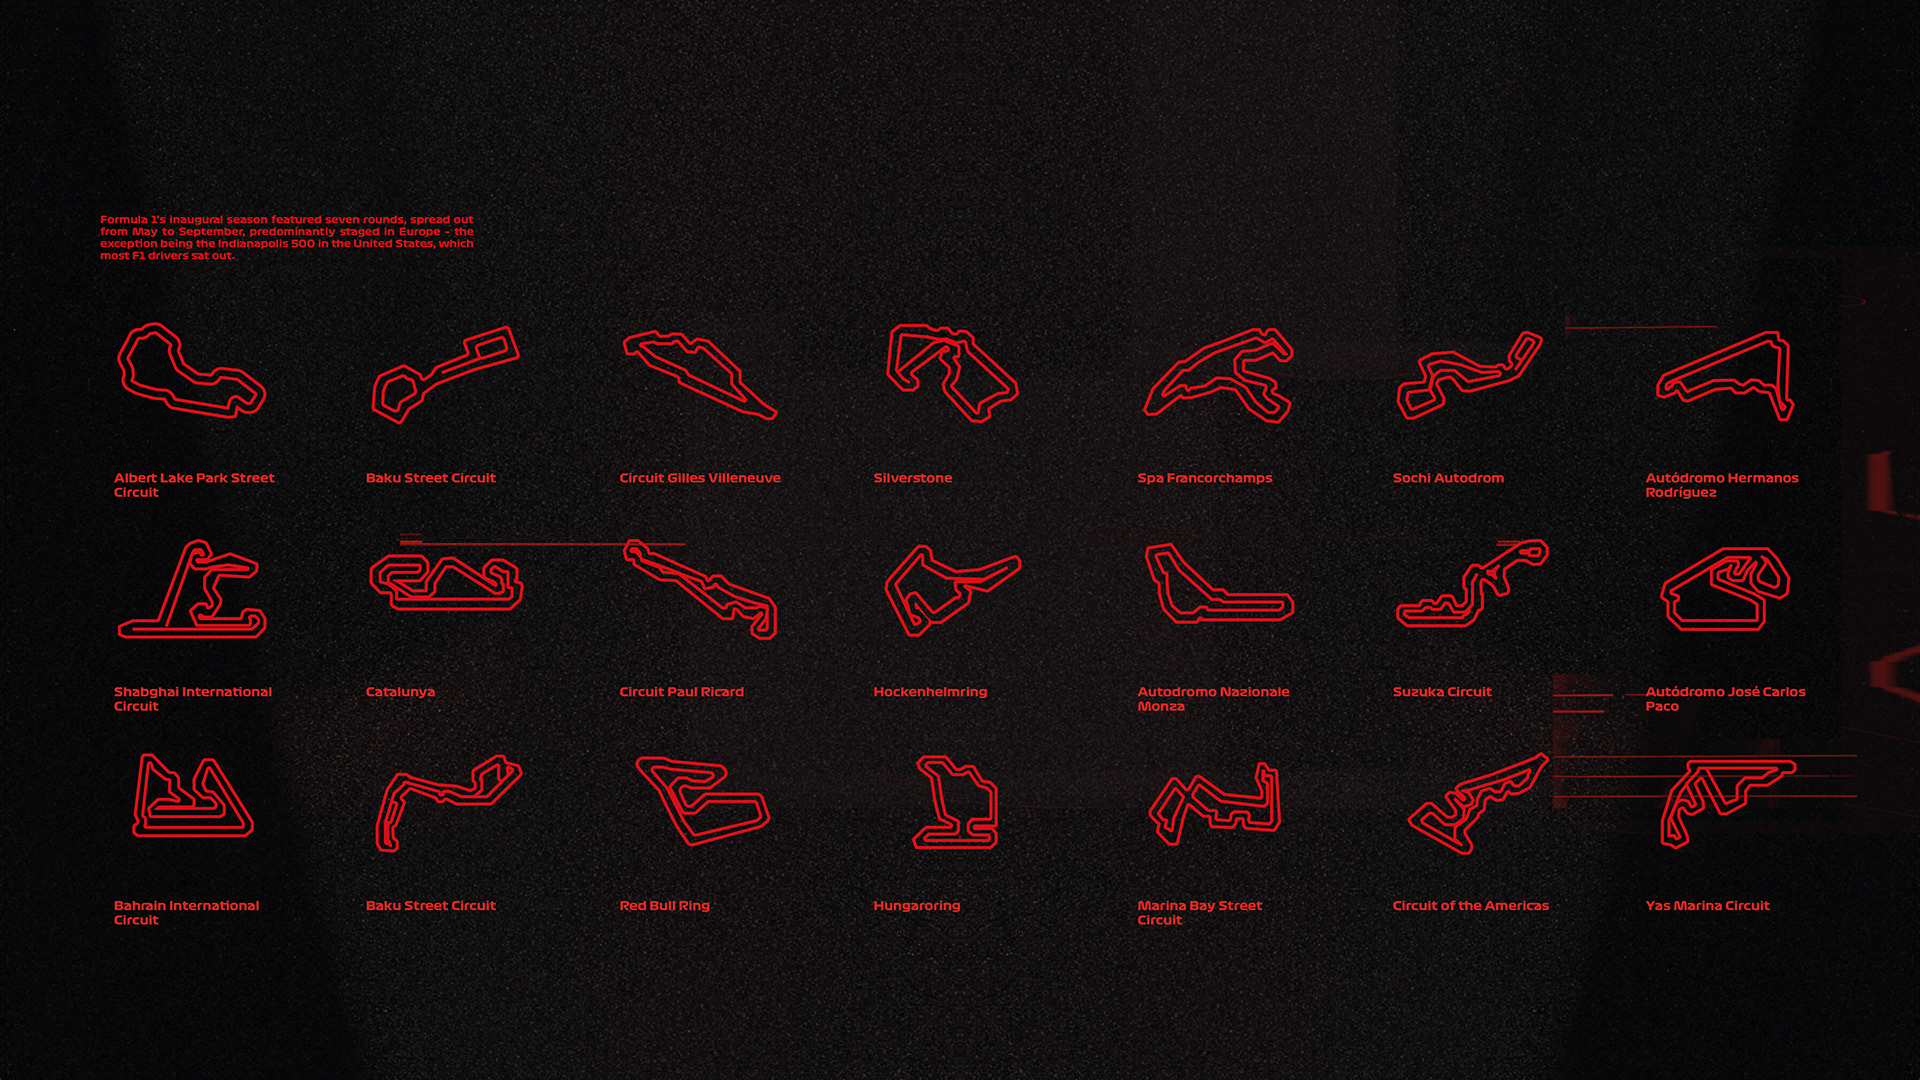 Formula 1's inaugural season featured seven rounds, spread out
from May to September, predominantly staged in Europe - the
exception being the Indianapolis 500 in the United States, which
most F1 drivers sat out.
Albert Lake Park Street
Circuit
Baku Street Circuit
Circuit Gilles Villeneuve
Silverstone
Spa Francorchamps
Sochi Autodrom
Autódromo Hermanos
Rodríguez
Shabghai International
Circuit
Catalunya
Circuit Paul Ricard
Hockenhelmring
Autodromo Nazionale
Monza
Suzuka Circuit
Autódromo José Carlos
Paco
Bahrain International
Circuit
Baku Street Circuit
Red Bull Ring
Hungaroring
Marina Bay Street
Circuit
Circuit of the Americas
Yas Marina Circuit